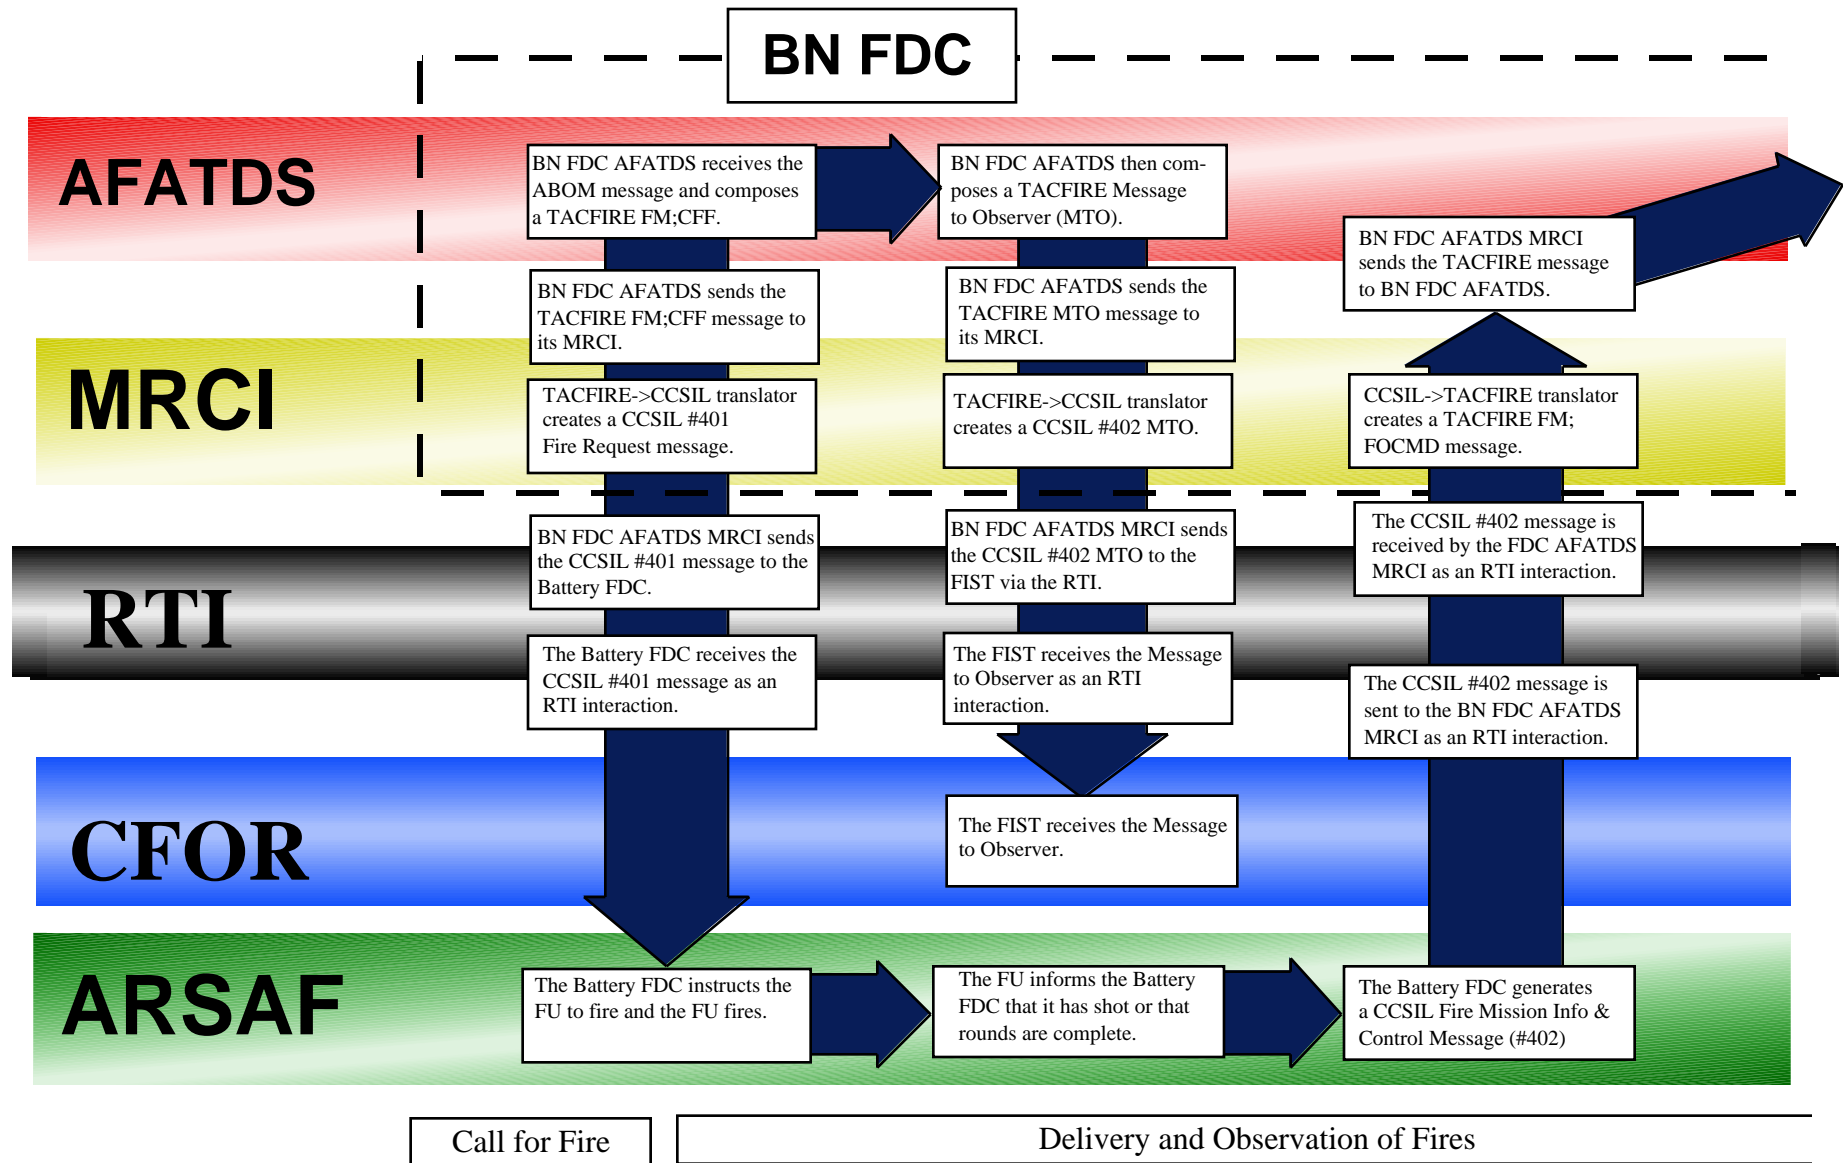 BN FDC
AFATDS
BN FDC AFATDS receives the
ABOM message and composes
a TACFIRE FM;CFF.
BN FDC AFATDS then com-
poses a TACFIRE Message
to Observer (MTO).
BN FDC AFATDS MRCI
sends the TACFIRE message
to BN FDC AFATDS.
BN FDC AFATDS sends the
TACFIRE FM;CFF message to
its MRCI.
BN FDC AFATDS sends the
TACFIRE MTO message to
its MRCI.
MRCI
TACFIRE->CCSIL translator
creates a CCSIL #401
Fire Request message.
TACFIRE->CCSIL translator
creates a CCSIL #402 MTO.
CCSIL->TACFIRE translator
creates a TACFIRE FM;
FOCMD message.
BN FDC AFATDS MRCI sends
the CCSIL #401 message to the
Battery FDC.
BN FDC AFATDS MRCI sends
the CCSIL #402 MTO to the
FIST via the RTI.
The CCSIL #402 message is
received by the FDC AFATDS
MRCI as an RTI interaction.
RTI
The Battery FDC receives the
CCSIL #401 message as an
RTI interaction.
The FIST receives the Message
to Observer as an RTI
interaction.
The CCSIL #402 message is
sent to the BN FDC AFATDS
MRCI as an RTI interaction.
CFOR
The FIST receives the Message
to Observer.
ARSAF
The Battery FDC instructs the
FU to fire and the FU fires.
The FU informs the Battery
FDC that it has shot or that
rounds are complete.
The Battery FDC generates
a CCSIL Fire Mission Info &
Control Message (#402)
Call for Fire
Delivery and Observation of Fires